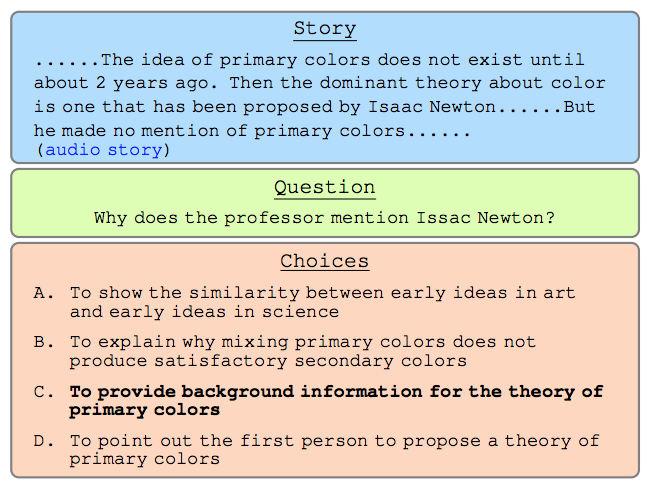 Story
......The idea of primary colors does not exist until
about 2 years ago. Then the dominant theory about color
is one that has been proposed by Isaac Newton......But
he made no mention of primary colors......
(audio story)
Question
Why does the professor mention Issac Newton?
Choices
A. To show the similarity between early ideas in art
and early ideas in science
B. To explain why mixing primary colors does not
produce satisfactory secondary colors
C. To provide background information for the theory of
primary colors
D. To point out the first person to propose a theory of
primary colors